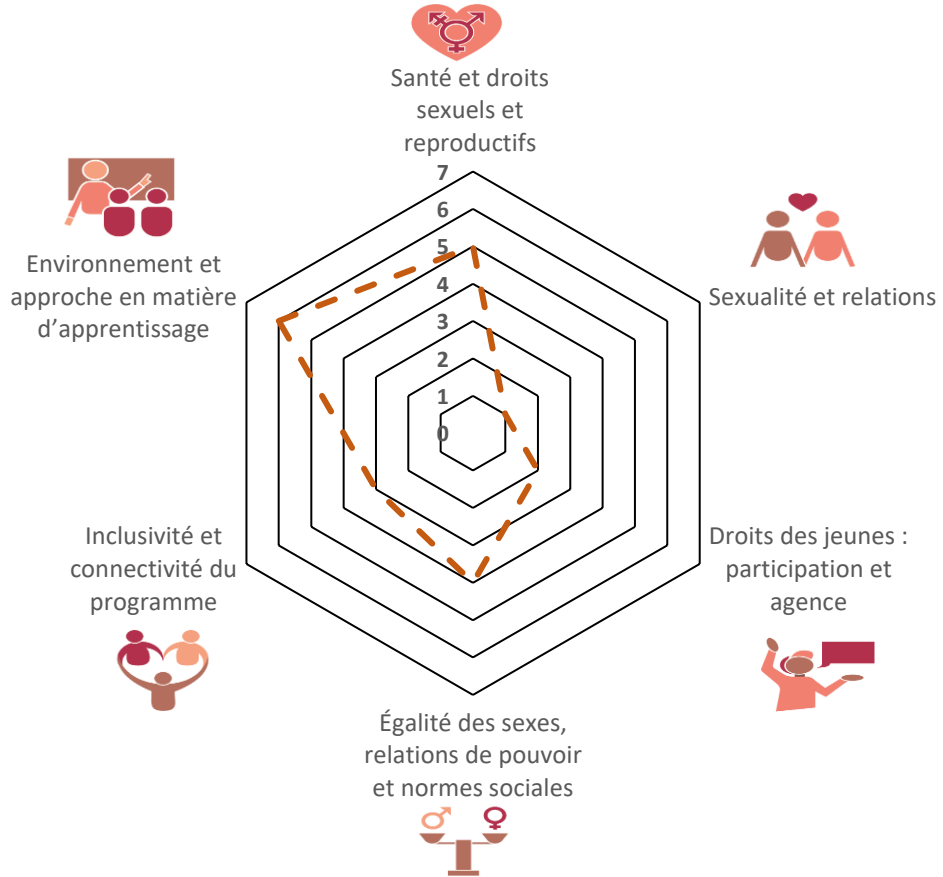 Santé et droits
sexuels et
reproductifs
7
6
5
4
3
2
1
0
Sexualité et relations
Droits des jeunes :
participation et
agence
Égalité des sexes,
relations de pouvoir
et normes sociales
Inclusivité et
connectivité du
programme
Environnement et
approche en matière
d’apprentissage